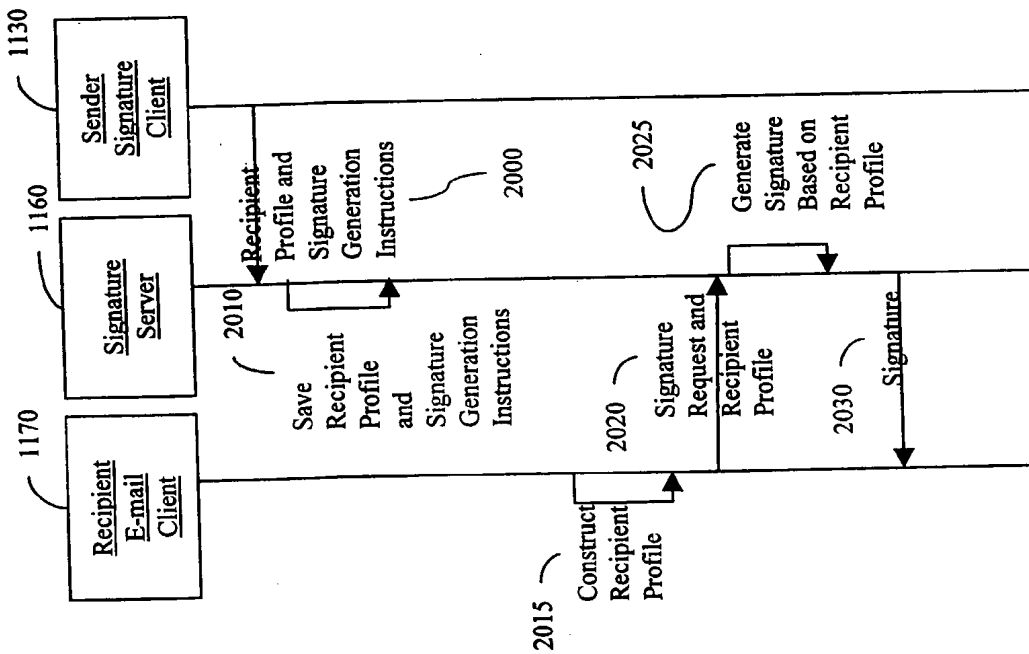 1170
Recipient
E-mail
Client
1160
Signature
Server
1130
Sender
Signature
Client
Recipient
Profile and
Signature
Generation
Instructions
2000
2010
Save
Recipient
Profile
and
Signature
Generation
Instructions
2015
Construct
Recipient
Profile
2020
Signature
Request and
Recipient
Profile
2025
Generate
Signature
Based on
Recipient
Profile
2030
Signature